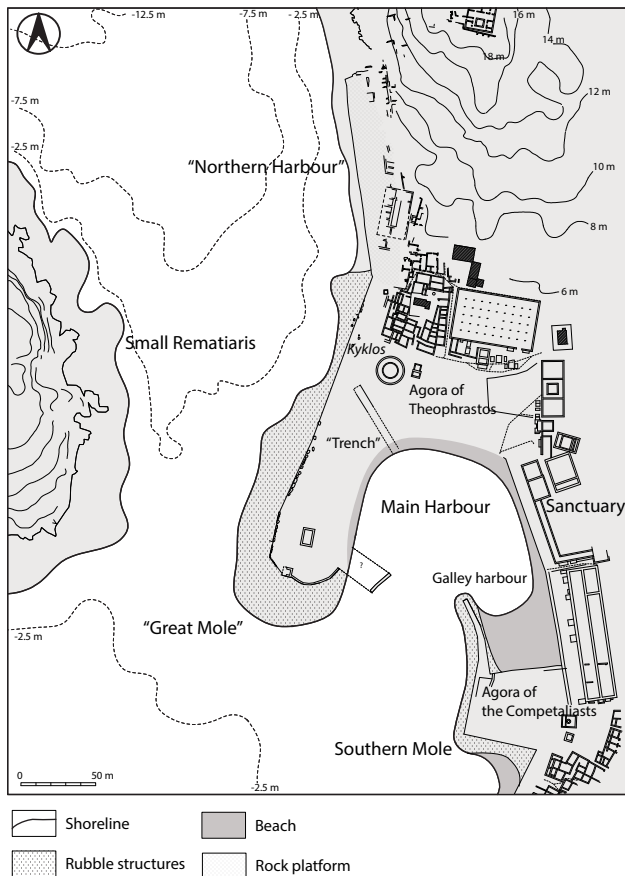 -12.5 m
-7.5 m
-2.5 m
16 m
14 m
18 m
12 m
-7.5 m
-2.5 m
10 m
"Northern Harbour"
8 m
6 m
Small Rematiaris
Kyklos
Agora of
Theophrastos
"Trench"
Main Harbour
Sanctuary
Galley harbour
?
-2.5 m
"Great Mole"
Agora of
the Competaliasts
Southern Mole
0
50 m
-2.5 m
Shoreline
Beach
Rubble structures
Rock platform